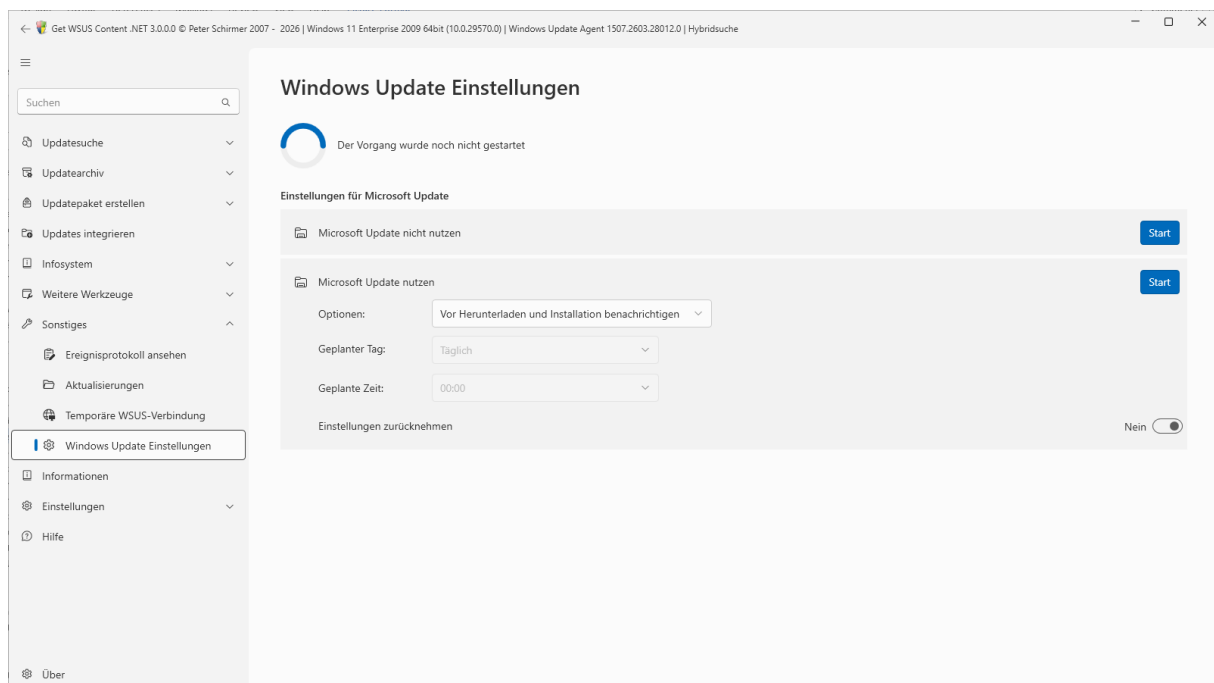 Get WSUS Content .NET 3.0.0.0 © Peter Schirmer 2007 - 2026 | Windows 11 Enterprise 2009 64bit (10.0.29570.0) | Windows Update Agent 1507.2603.28012.0 | Hybridsuche
Suchen
Updatesuche
Updatearchiv
Updatepaket erstellen
Updates integrieren
Infosystem
Weitere Werkzeuge
Sonstiges
Ereignisprotokoll ansehen
Aktualisierungen
Temporäre WSUS-Verbindung
Windows Update Einstellungen
Informationen
Einstellungen
Hilfe
Über
Windows Update Einstellungen
Der Vorgang wurde noch nicht gestartet
Einstellungen für Microsoft Update
Microsoft Update nicht nutzen Start
Microsoft Update nutzen Start
Optionen: Vor Herunterladen und Installation benachrichtigen
Geplanter Tag: Täglich
Geplante Zeit: 00:00
Einstellungen zurücknehmen Nein